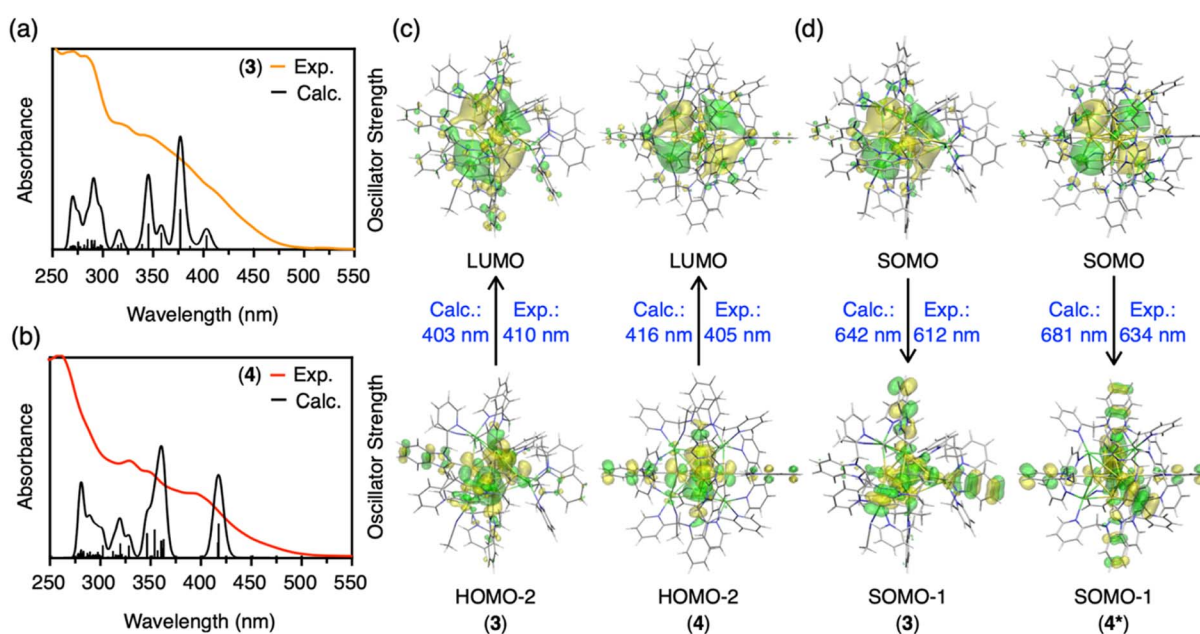 (a)
(3) Exp.
Calc.
Absorbance
Oscillator Strength
250 300 350 400 450 500 550
Wavelength (nm)
(b)
(4) Exp.
Calc.
Absorbance
Oscillator Strength
250 300 350 400 450 500 550
Wavelength (nm)
(c)
LUMO
Calc.: Exp.:
403 nm 410 nm
HOMO-2
(3)
LUMO
Calc.: Exp.:
416 nm 405 nm
HOMO-2
(4)
(d)
SOMO
Calc.: Exp.:
642 nm 612 nm
SOMO-1
(3)
SOMO
Calc.: Exp.:
681 nm 634 nm
SOMO-1
(4*)